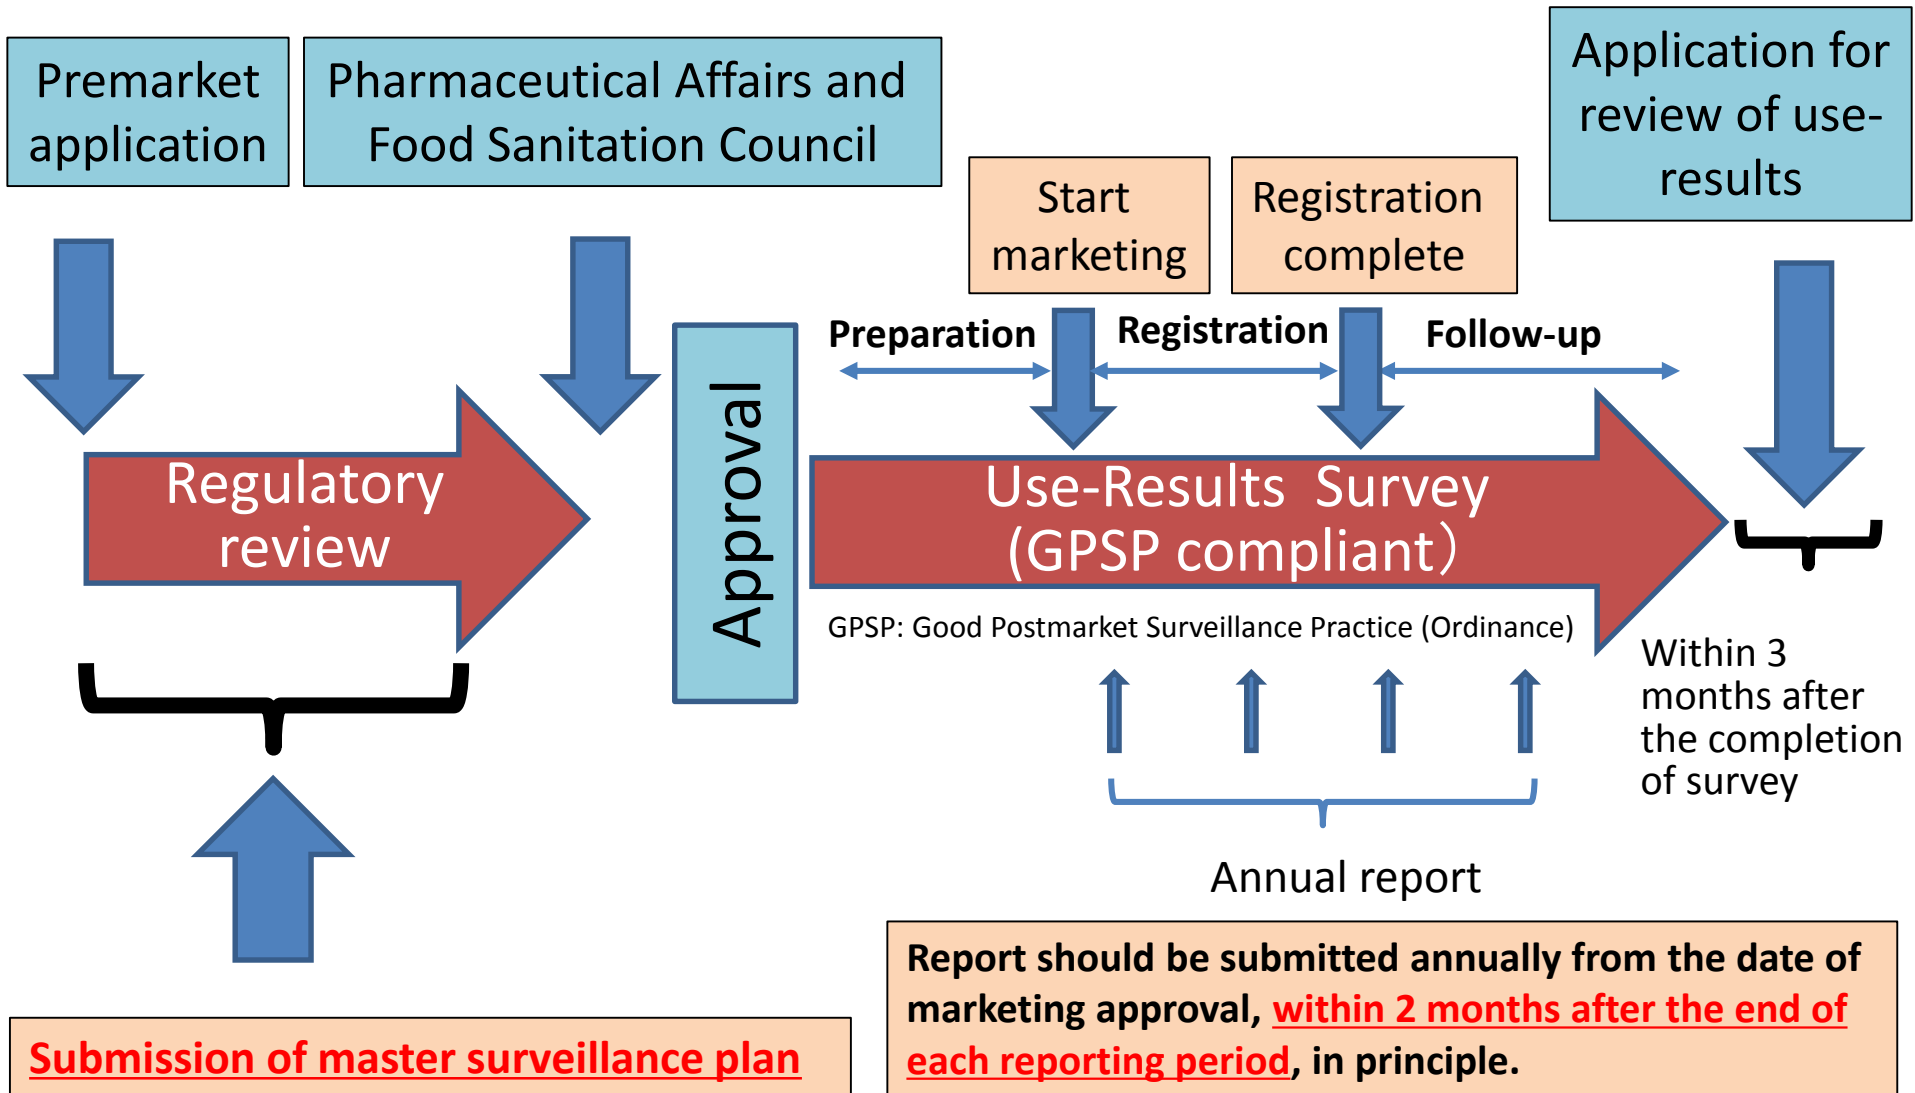 Premarket
application
Pharmaceutical Affairs and
Food Sanitation Council
Application for
review of use-
results
Start
marketing
Registration
complete
Preparation
Registration
Follow-up
Regulatory
review
Approval
Use-Results  Survey
(GPSP compliant）
GPSP: Good Postmarket Surveillance Practice (Ordinance)
Within 3
months after
the completion
of survey
Annual report
Submission of master surveillance plan
Report should be submitted annually from the date of
marketing approval, within 2 months after the end of
each reporting period, in principle.